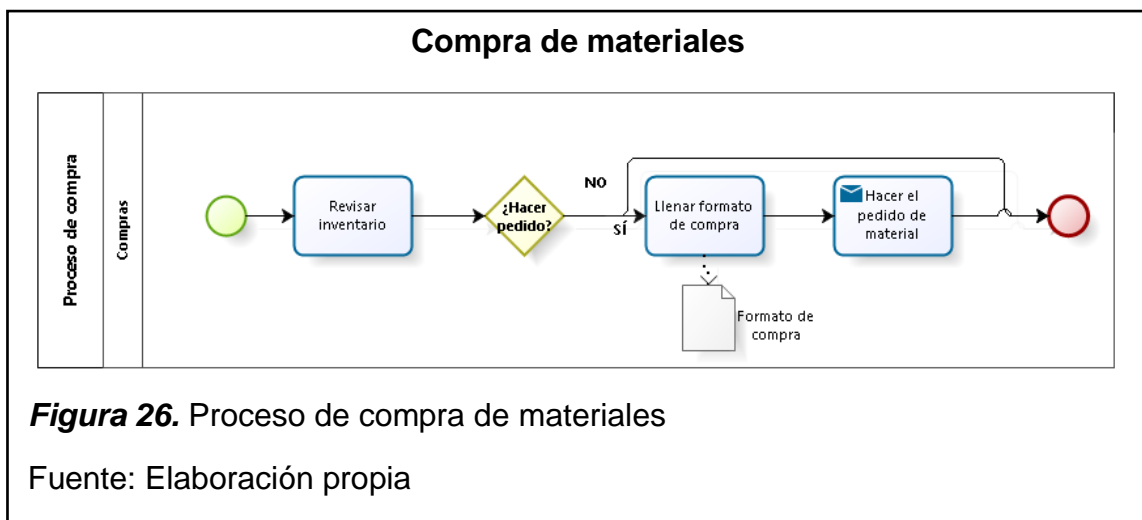 Compra de materiales
Proceso de compra
Compras
Revisar
inventario
¿Hacer
pedido?
NO
SÍ
Llenar formato
de compra
Hacer el
pedido de
material
Formato de
compra
Figura 26. Proceso de compra de materiales
Fuente: Elaboración propia